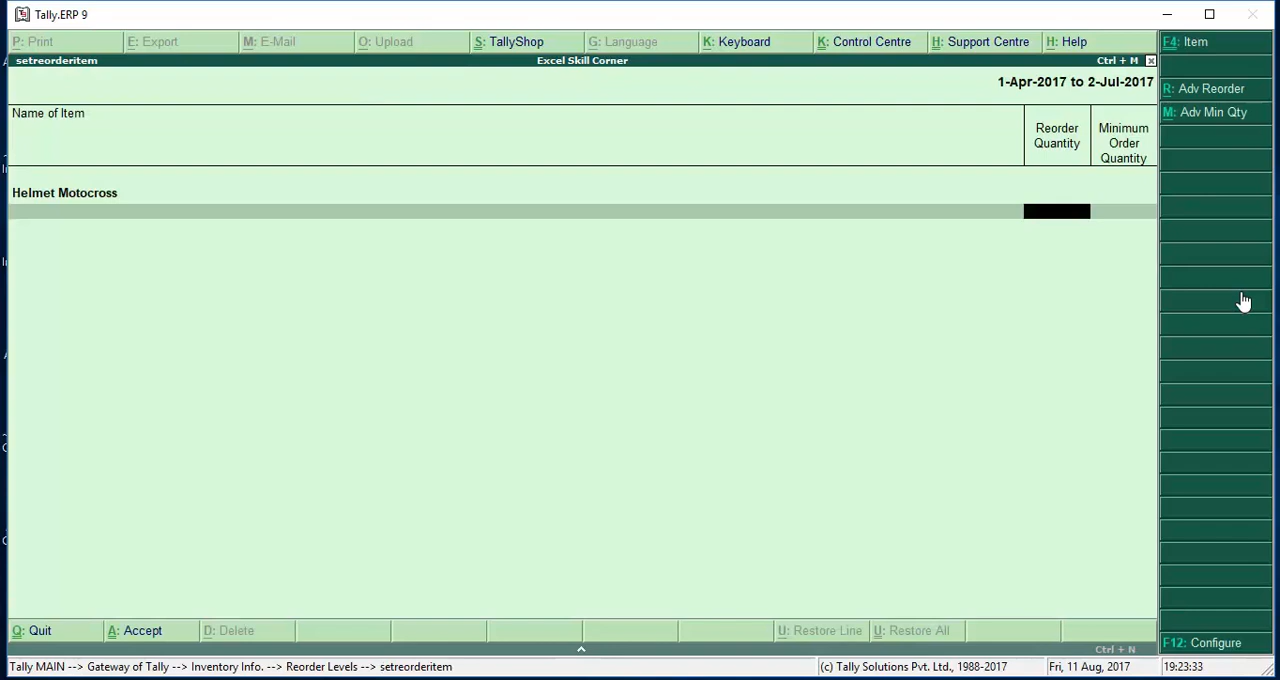 Tally.ERP 9
P: Print E: Export M: E-Mail O: Upload S: TallyShop G: Language K: Keyboard K: Control Centre H: Support Centre H: Help F4: Item
setreorderitem Excel Skill Corner Ctrl + M
1-Apr-2017 to 2-Jul-2017
R: Adv Reorder
M: Adv Min Qty
Name of Item
Reorder
Quantity
Minimum
Order
Quantity
Helmet Motocross
Q: Quit A: Accept D: Delete U: Restore Line U: Restore All
F12: Configure
Ctrl + N
Tally MAIN --> Gateway of Tally --> Inventory Info. --> Reorder Levels --> setreorderitem (c) Tally Solutions Pvt. Ltd., 1988-2017 Fri, 11 Aug, 2017 19:23:33